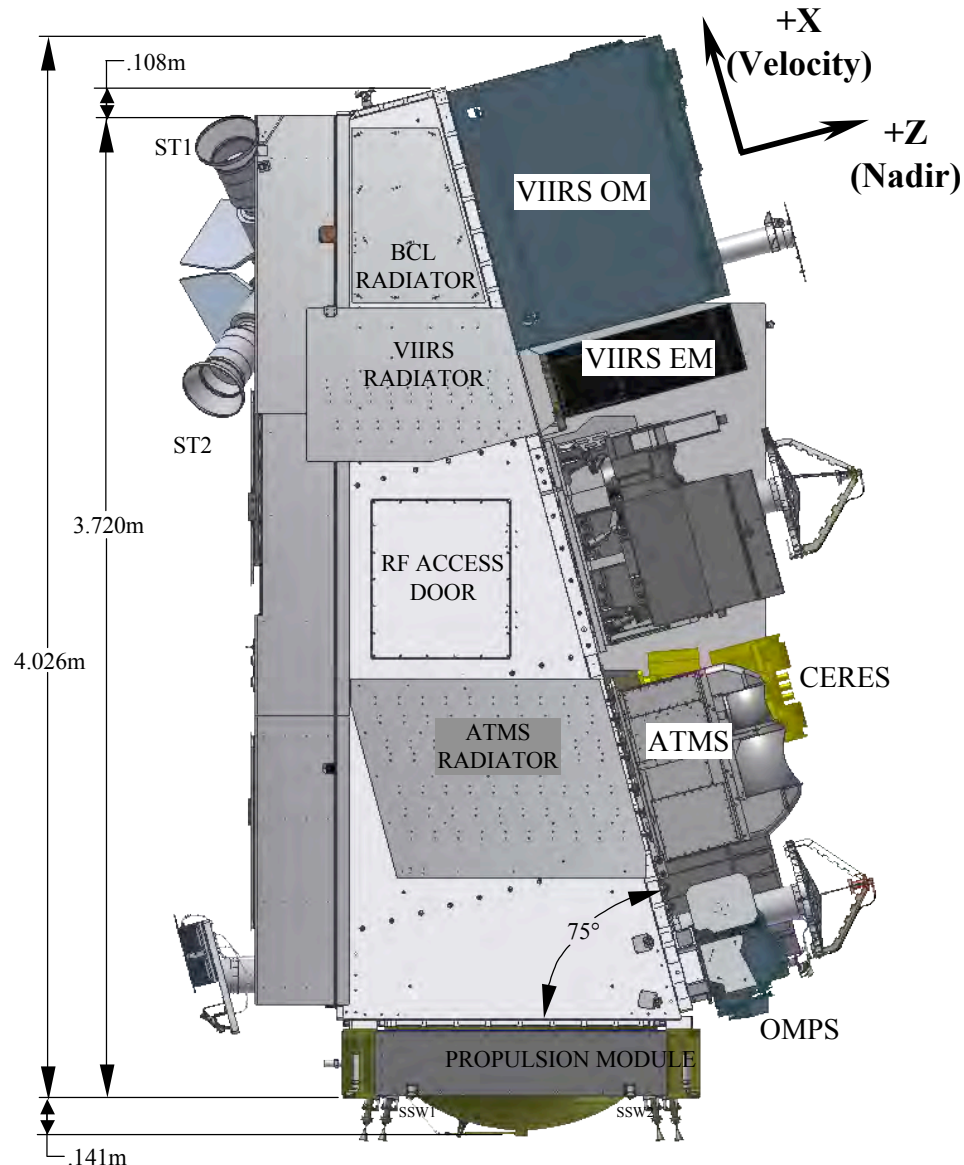 +X
(Velocity)
.108m
+Z
(Nadir)
ST1
VIIRS OM
BCL
RADIATOR
VIIRS
RADIATOR
VIIRS EM
ST2
3.720m
RF ACCESS
DOOR
4.026m
CERES
ATMS
RADIATOR
ATMS
75°
OMPS
PROPULSION MODULE
SSW1
SSW2
.141m